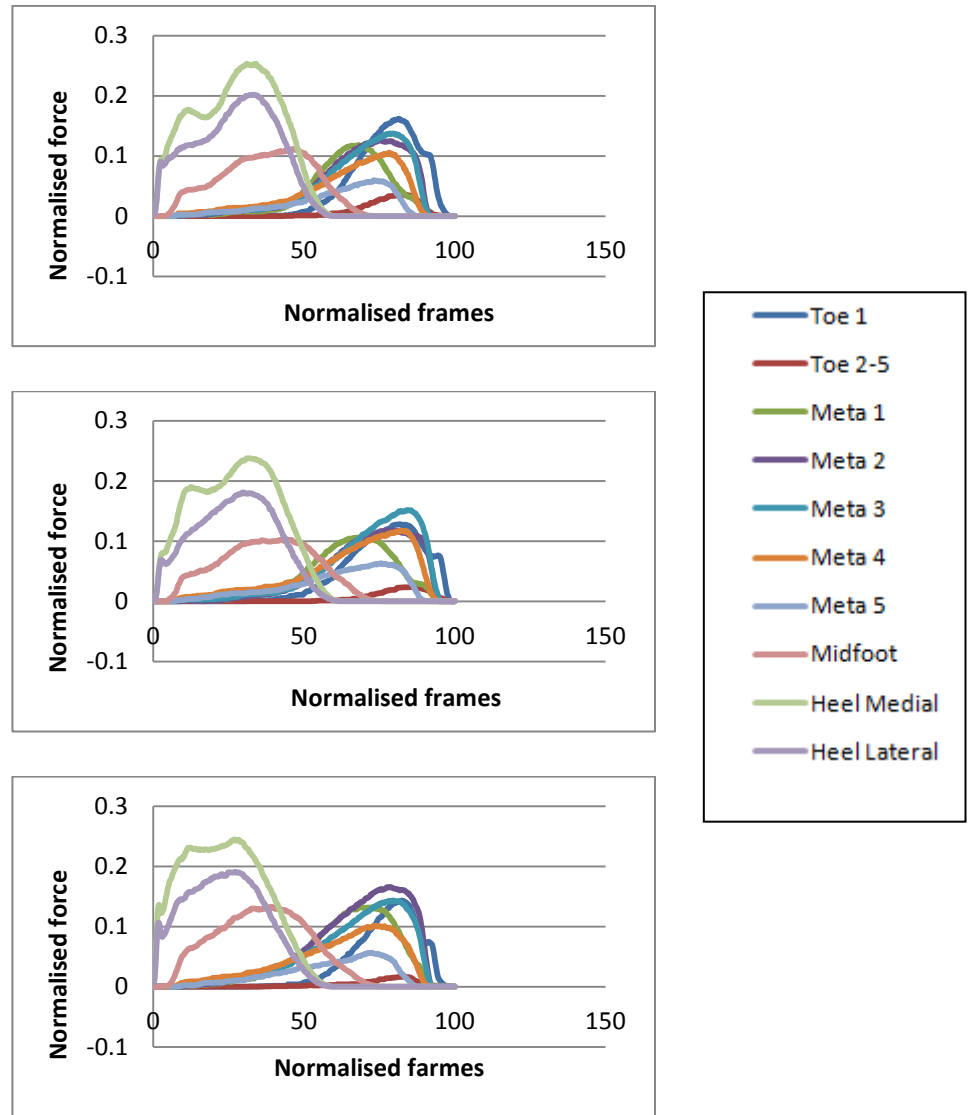 0.3
0.2
0.1
0
-0.1
0 50 100 150
Normalised force
Normalised frames
0.3
0.2
0.1
0
-0.1
0 50 100 150
Normalised force
Normalised frames
0.3
0.2
0.1
0
-0.1
0 50 100 150
Normalised force
Normalised farmes
Toe 1
Toe 2-5
Meta 1
Meta 2
Meta 3
Meta 4
Meta 5
Midfoot
Heel Medial
Heel Lateral